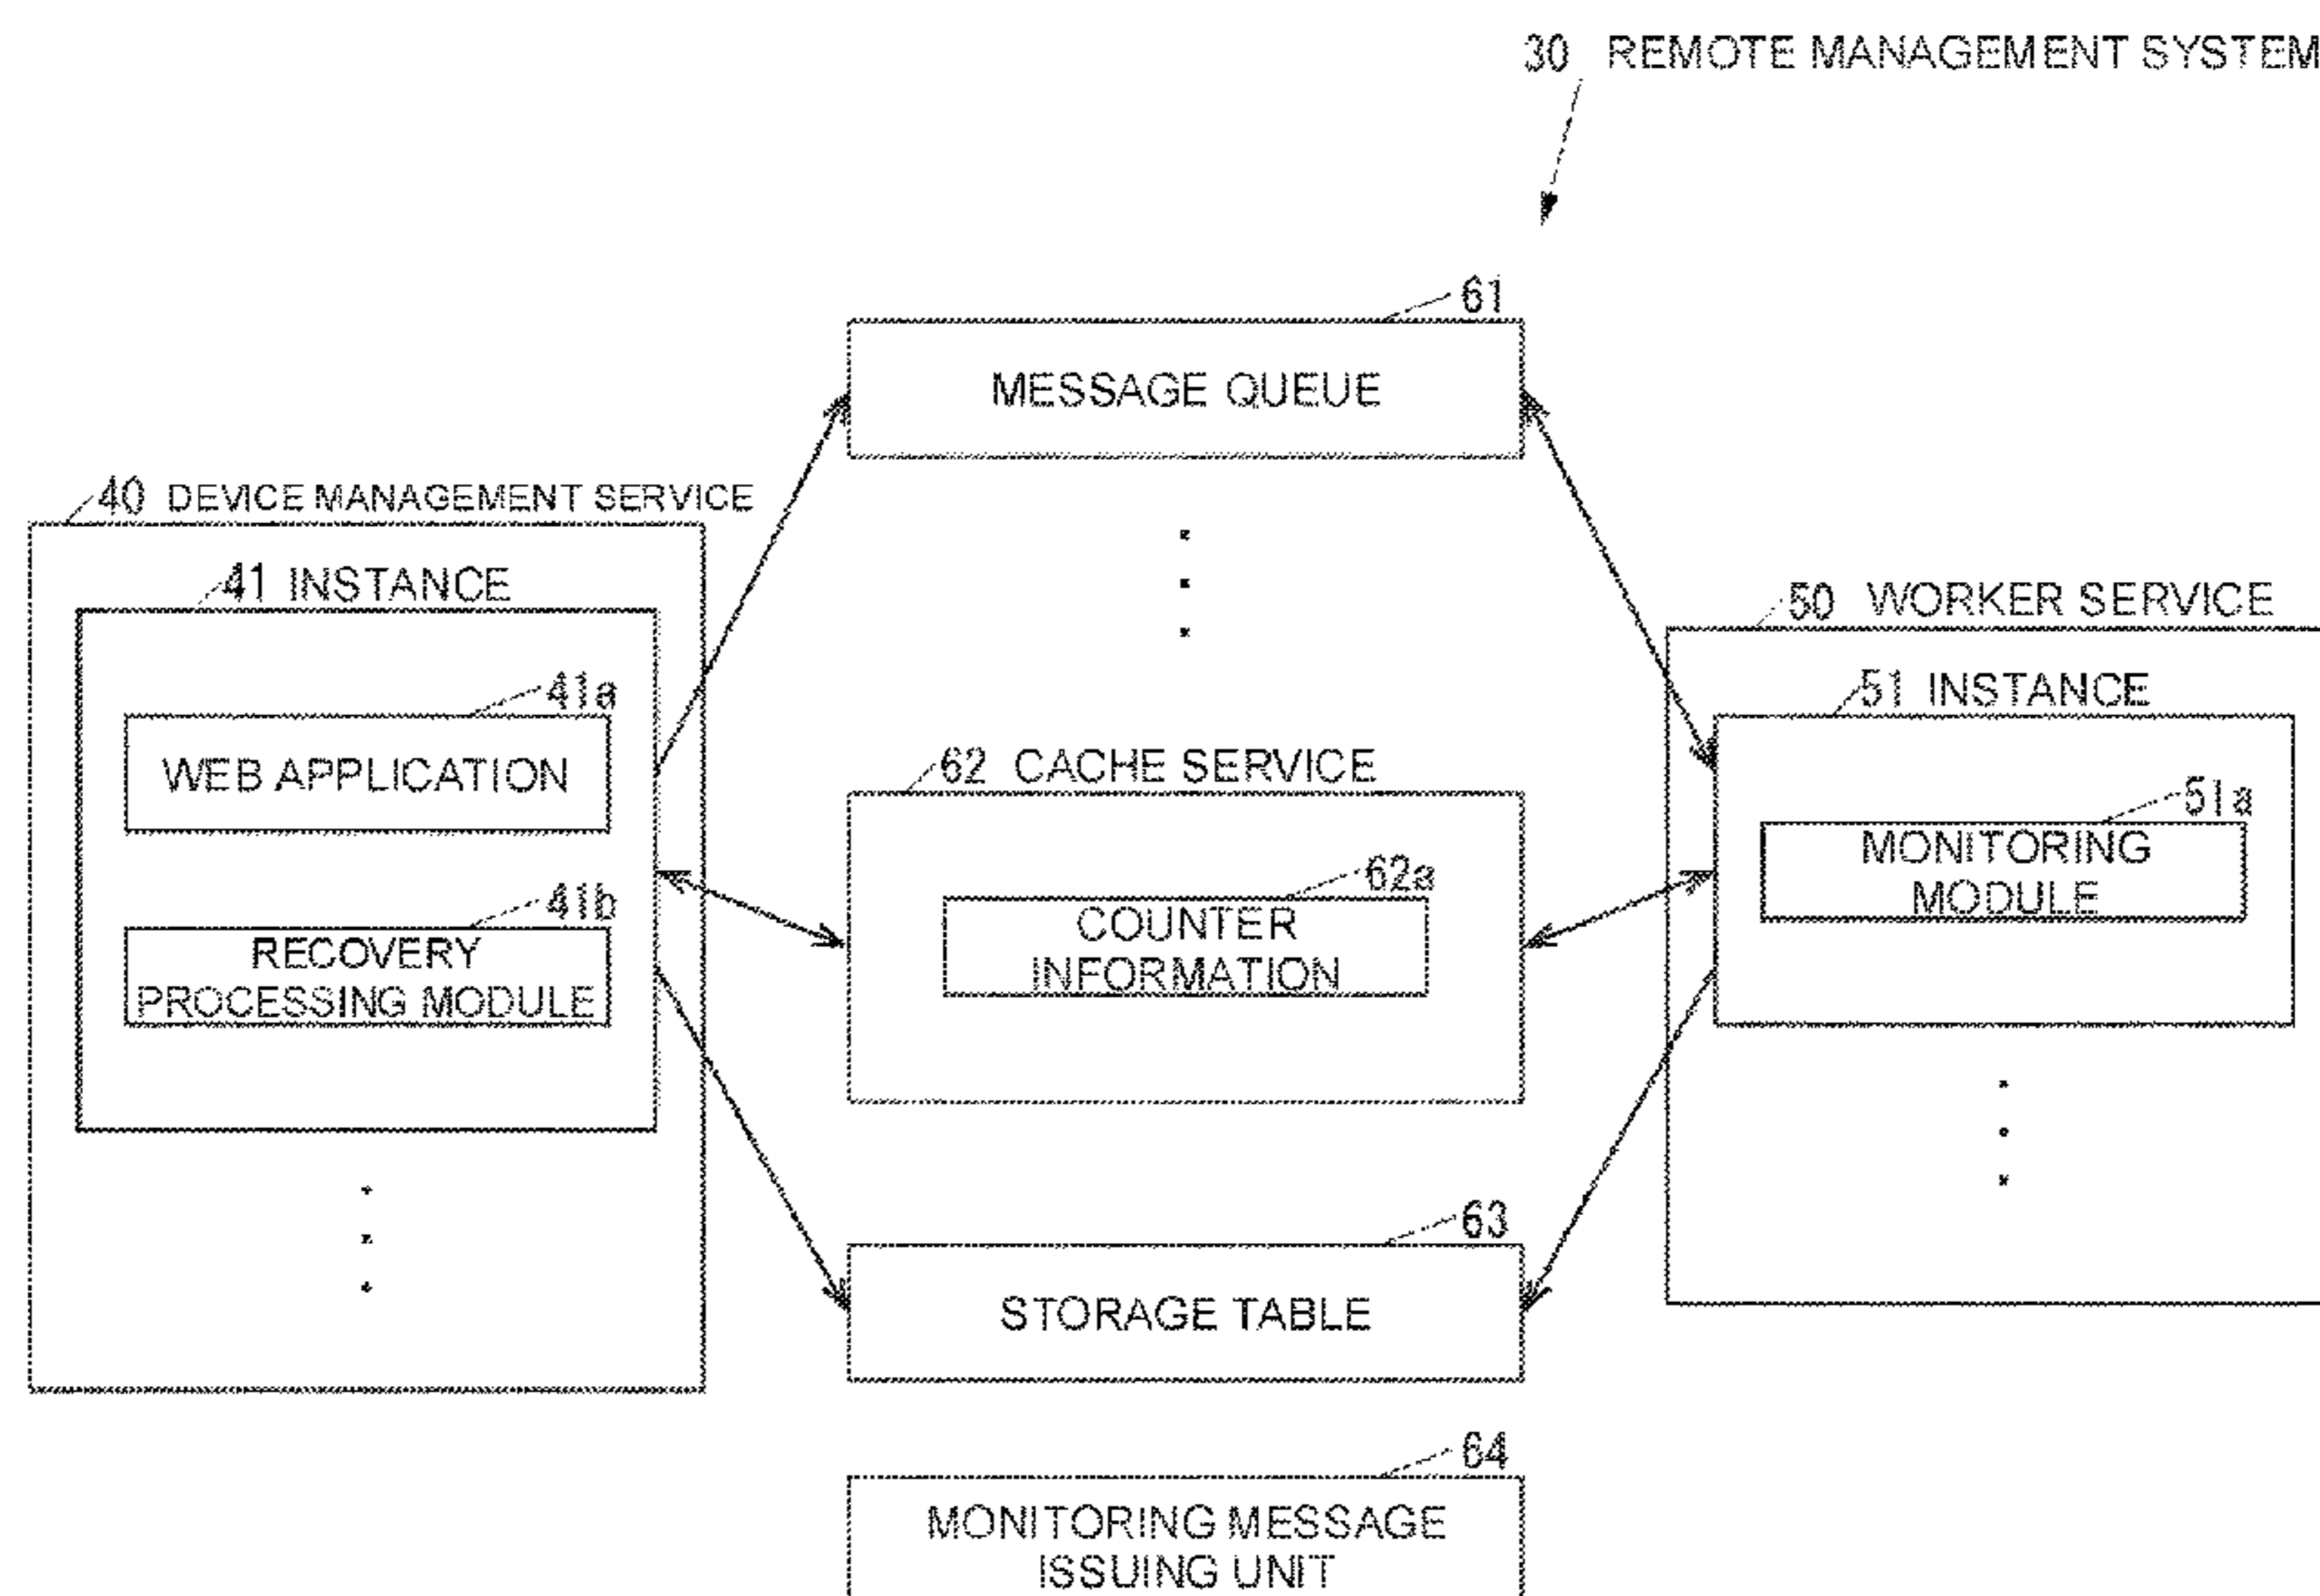 30 REMOTE MANAGEMENT SYSTEM
61
MESSAGE QUEUE
40 DEVICE MANAGEMENT SERVICE
41 INSTANCE
41a
WEB APPLICATION
41b
RECOVERY
PROCESSING MODULE
62 CACHE SERVICE
62a
COUNTER
INFORMATION
50 WORKER SERVICE
51 INSTANCE
51a
MONITORING
MODULE
63
STORAGE TABLE
64
MONITORING MESSAGE
ISSUING UNIT